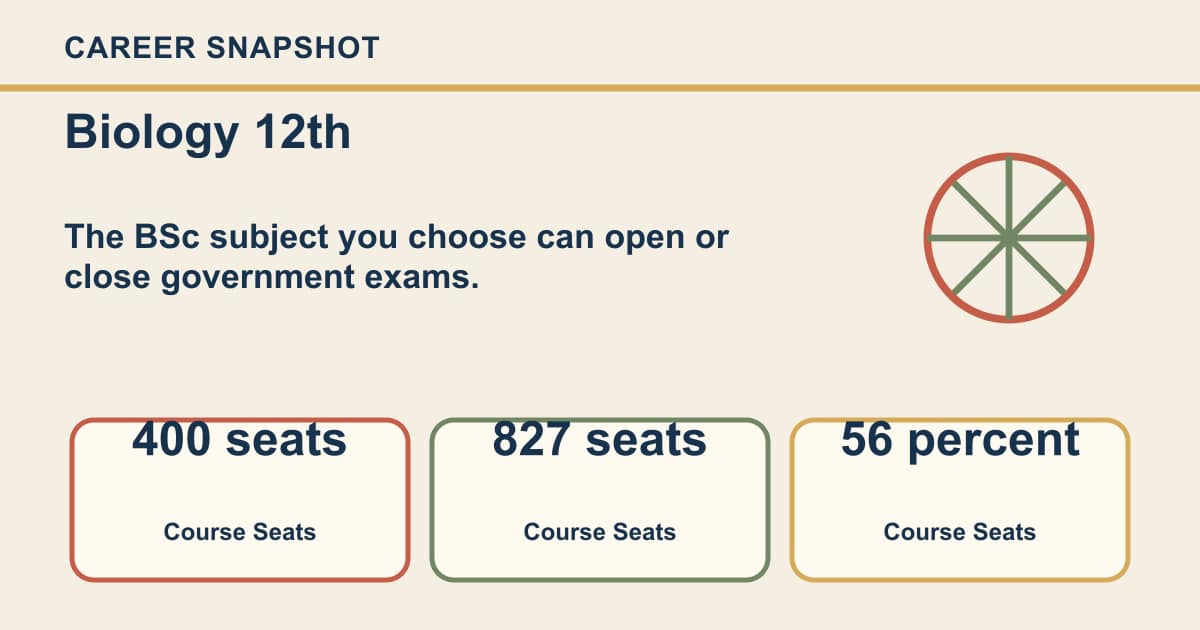 CAREER SNAPSHOT
Biology 12th
The BSc subject you choose can open or
close government exams.
400 seats
Course Seats
827 seats
Course Seats
56 percent
Course Seats